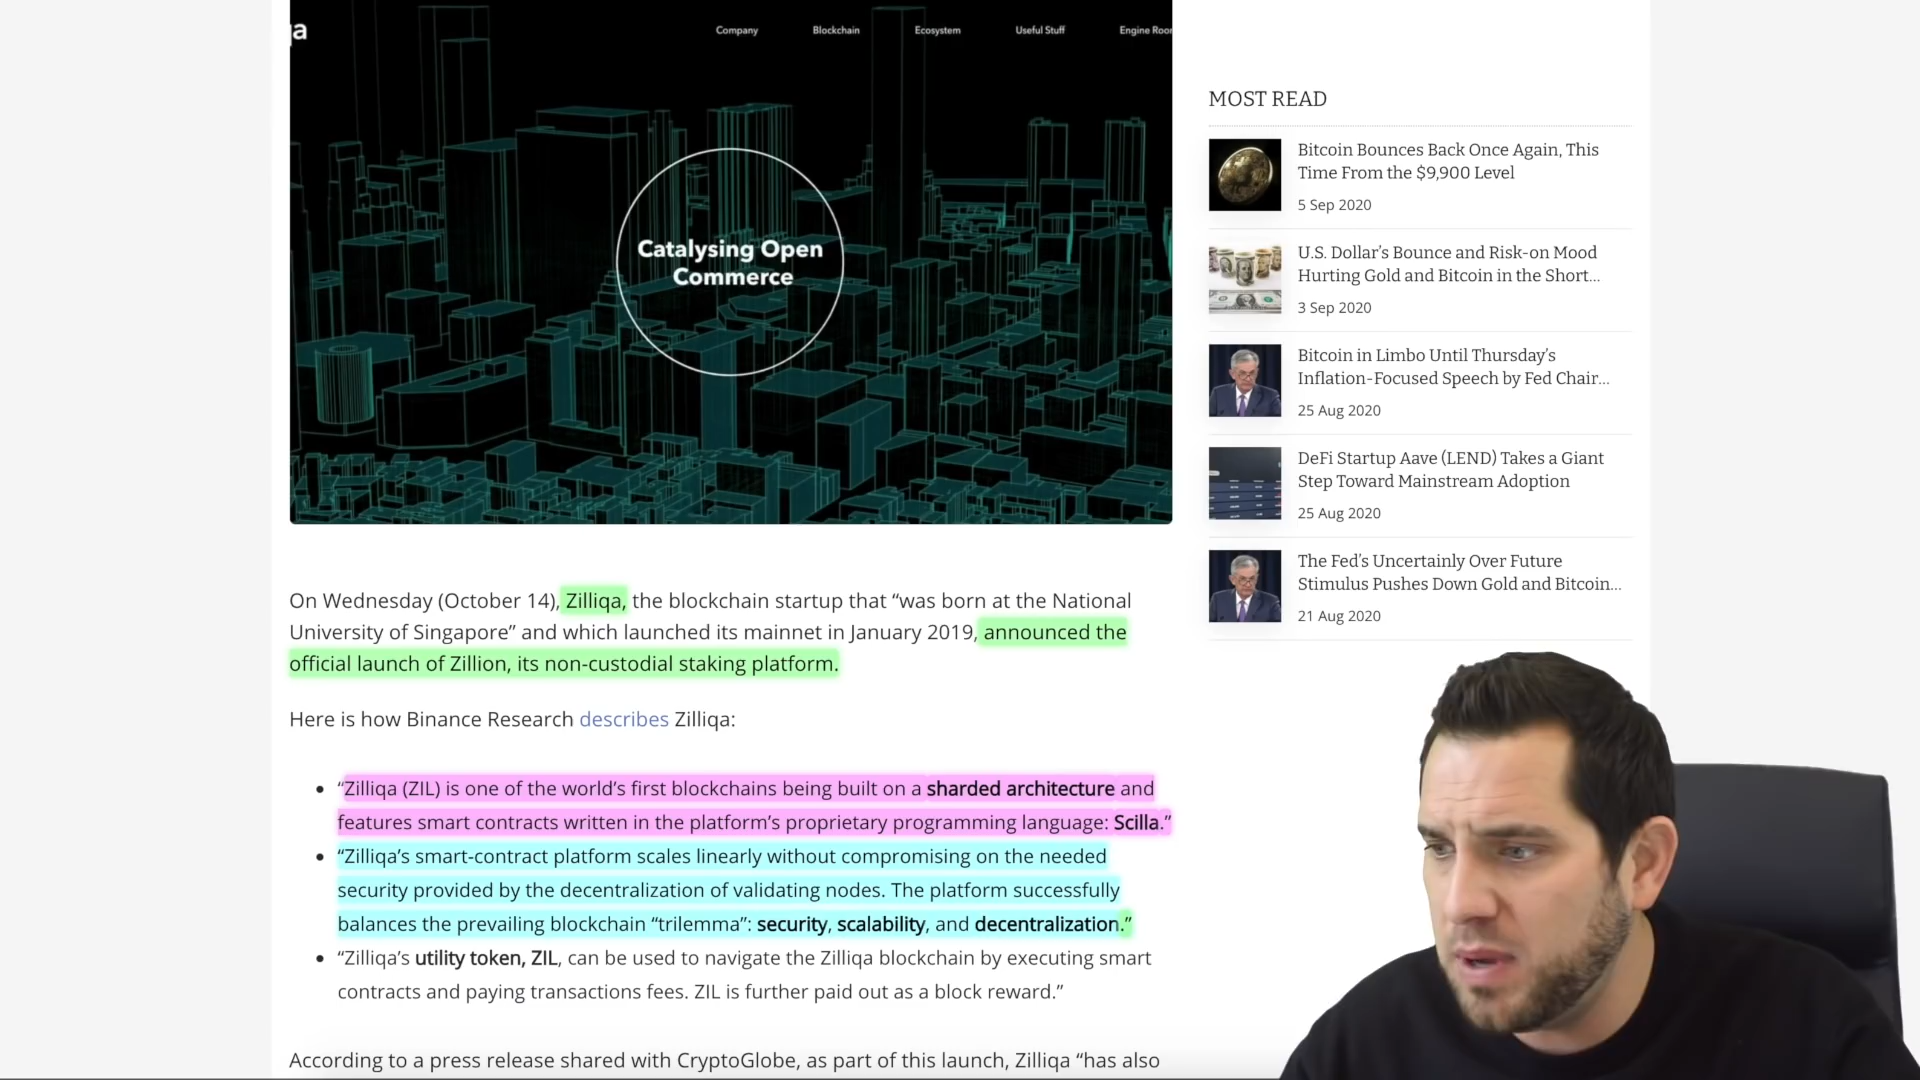 qa
Company Blockchain Ecosystem Useful Stuff Engine Roor
Catalysing Open
Commerce
On Wednesday (October 14), Zilliqa, the blockchain startup that “was born at the National
University of Singapore” and which launched its mainnet in January 2019, announced the
official launch of Zillion, its non-custodial staking platform.
Here is how Binance Research describes Zilliqa:
• “Zilliqa (ZIL) is one of the world’s first blockchains being built on a sharded architecture and
features smart contracts written in the platform’s proprietary programming language: Scilla.”
• “Zilliqa’s smart-contract platform scales linearly without compromising on the needed
security provided by the decentralization of validating nodes. The platform successfully
balances the prevailing blockchain “trilemma”: security, scalability, and decentralization.”
• “Zilliqa’s utility token, ZIL, can be used to navigate the Zilliqa blockchain by executing smart
contracts and paying transactions fees. ZIL is further paid out as a block reward.”
According to a press release shared with CryptoGlobe, as part of this launch, Zilliqa “has also
MOST READ
Bitcoin Bounces Back Once Again, This
Time From the $9,900 Level
5 Sep 2020
U.S. Dollar’s Bounce and Risk-on Mood
Hurting Gold and Bitcoin in the Short...
3 Sep 2020
Bitcoin in Limbo Until Thursday’s
Inflation-Focused Speech by Fed Chair...
25 Aug 2020
DeFi Startup Aave (LEND) Takes a Giant
Step Toward Mainstream Adoption
25 Aug 2020
The Fed’s Uncertainly Over Future
Stimulus Pushes Down Gold and Bitcoin...
21 Aug 2020